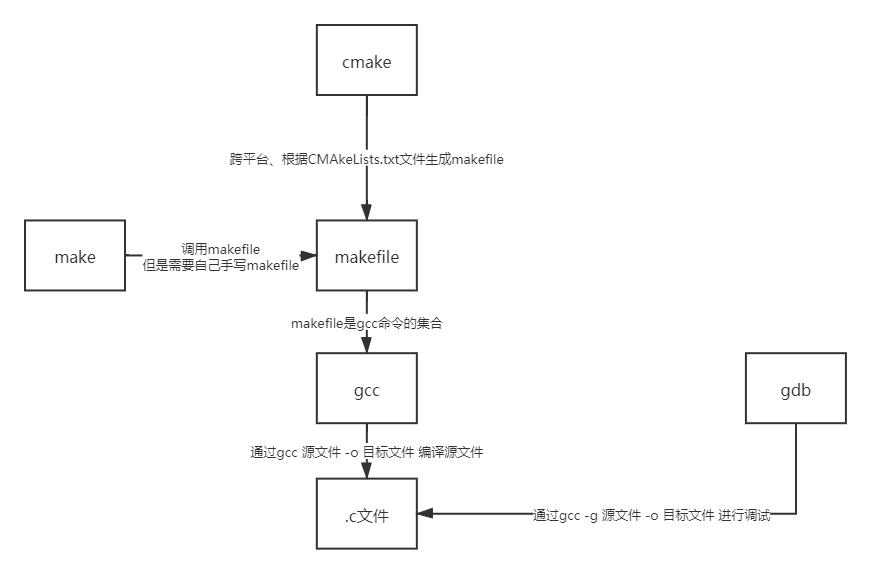 cmake
跨平台、根据CMAkeLists.txt文件生成makefile
make
调用makefile
但是需要自己手写makefile
makefile
makefile是gcc命令的集合
gcc
gdb
通过gcc 源文件 -o 目标文件 编译源文件
.c文件
通过gcc -g 源文件 -o 目标文件 进行调试